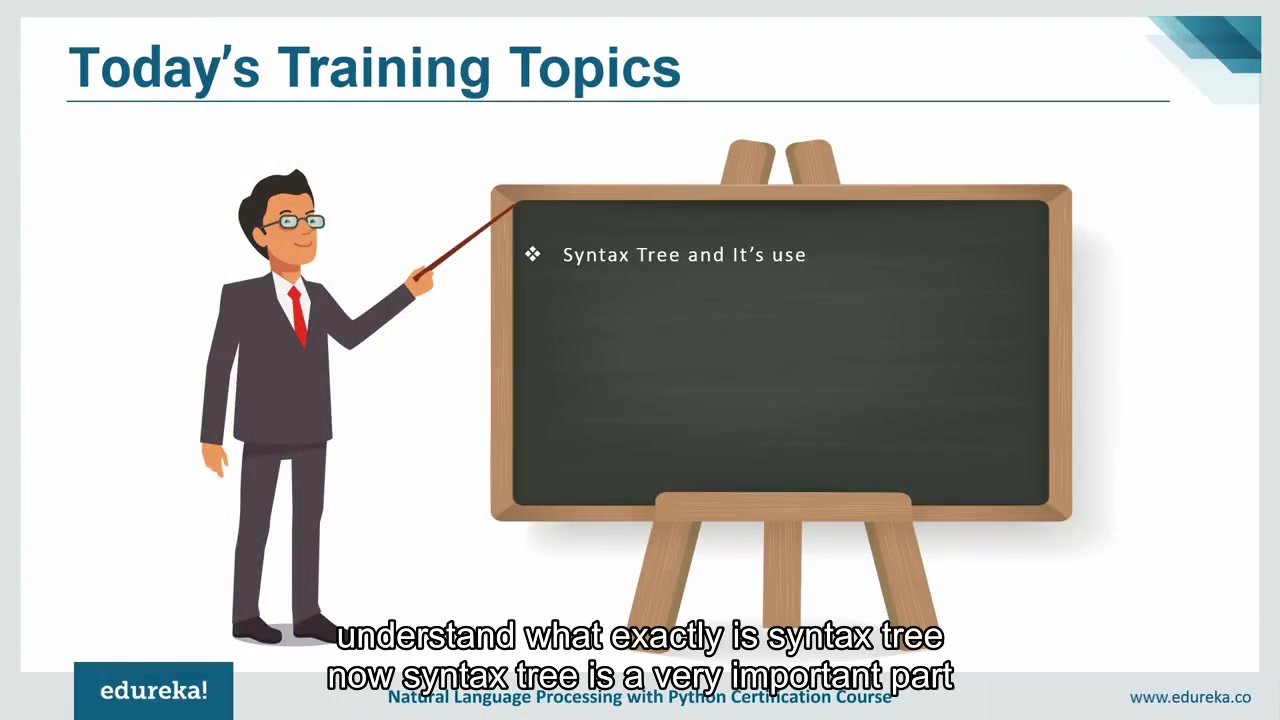 Today's Training Topics
❖ Syntax Tree and It's use
understand what exactly is syntax tree
now syntax tree is a very important part
edureka!
Natural Language Processing with Python Certification Course
www.edureka.co